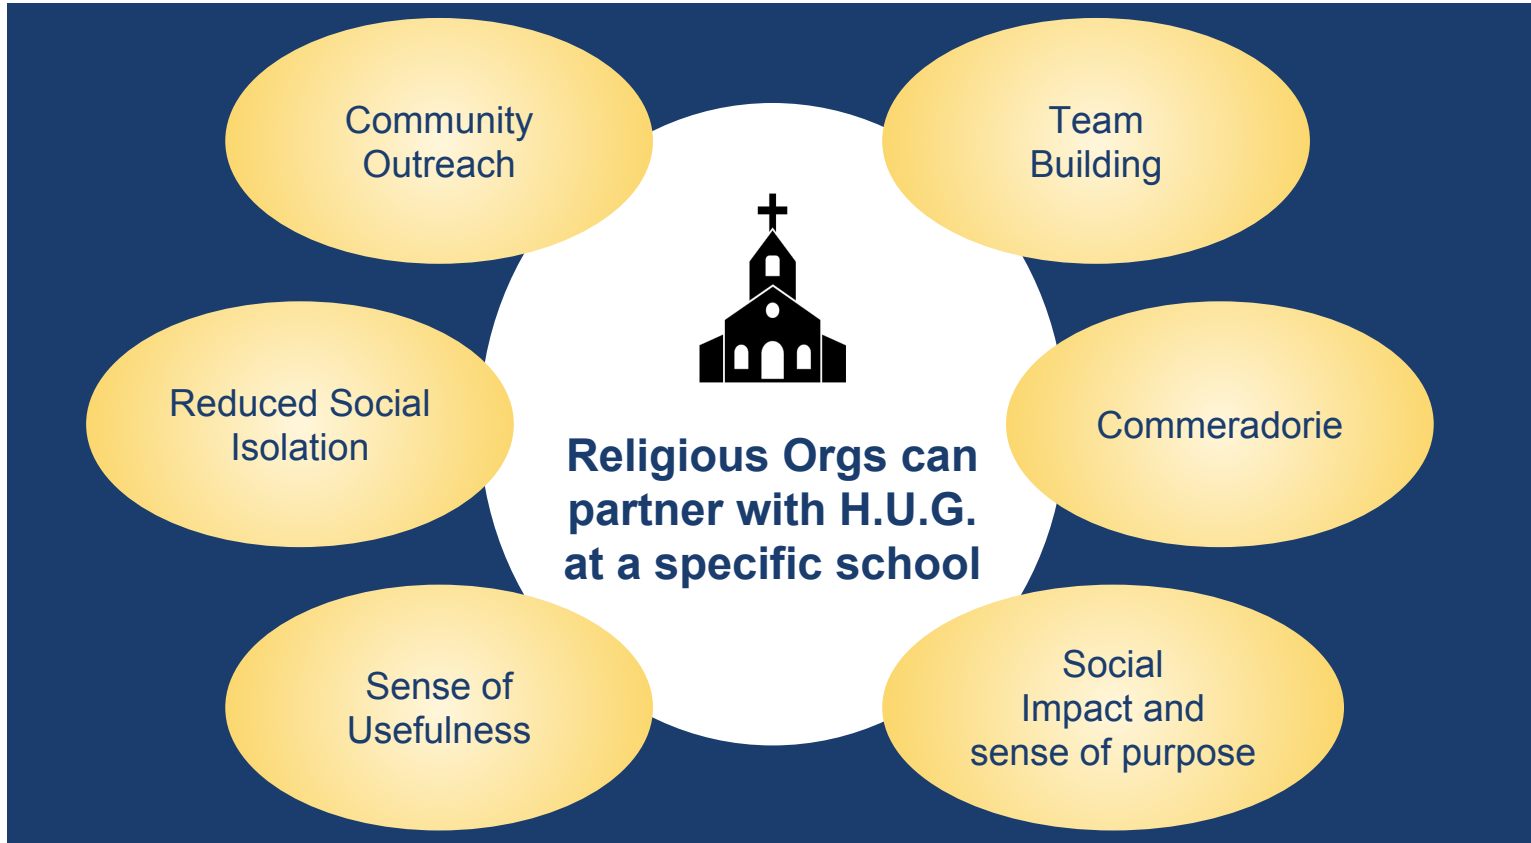 Community
Outreach
Team
Building
Reduced Social
Isolation
Religious Orgs can
partner with H.U.G.
at a specific school
Commeradorie
Sense of
Usefulness
Social
Impact and
sense of purpose